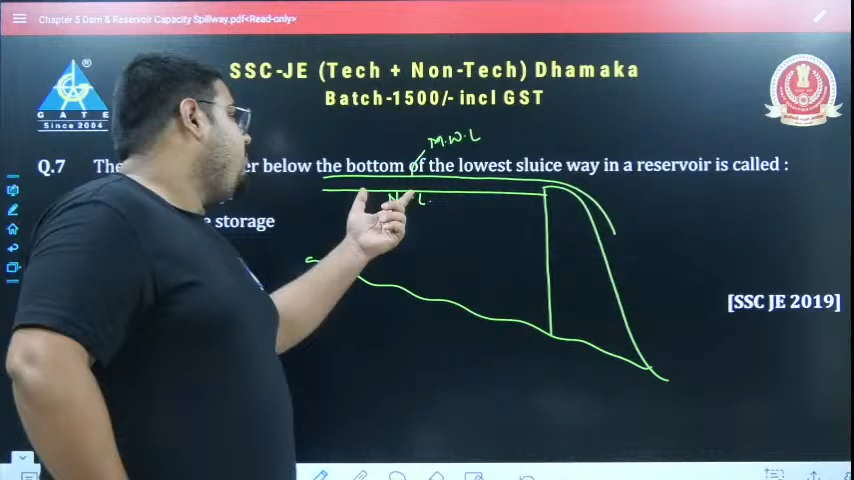 Chapter 5 Dam & Reservoir Capacity Spillway.pdf<Read-only>
SSC-JE (Tech + Non-Tech) Dhamaka
Batch-1500/- incl GST
GATE
Since 2004
M.W.L
Q.7 The er below the bottom of the lowest sluice way in a reservoir is called :
N L.
e storage
[SSC JE 2019]